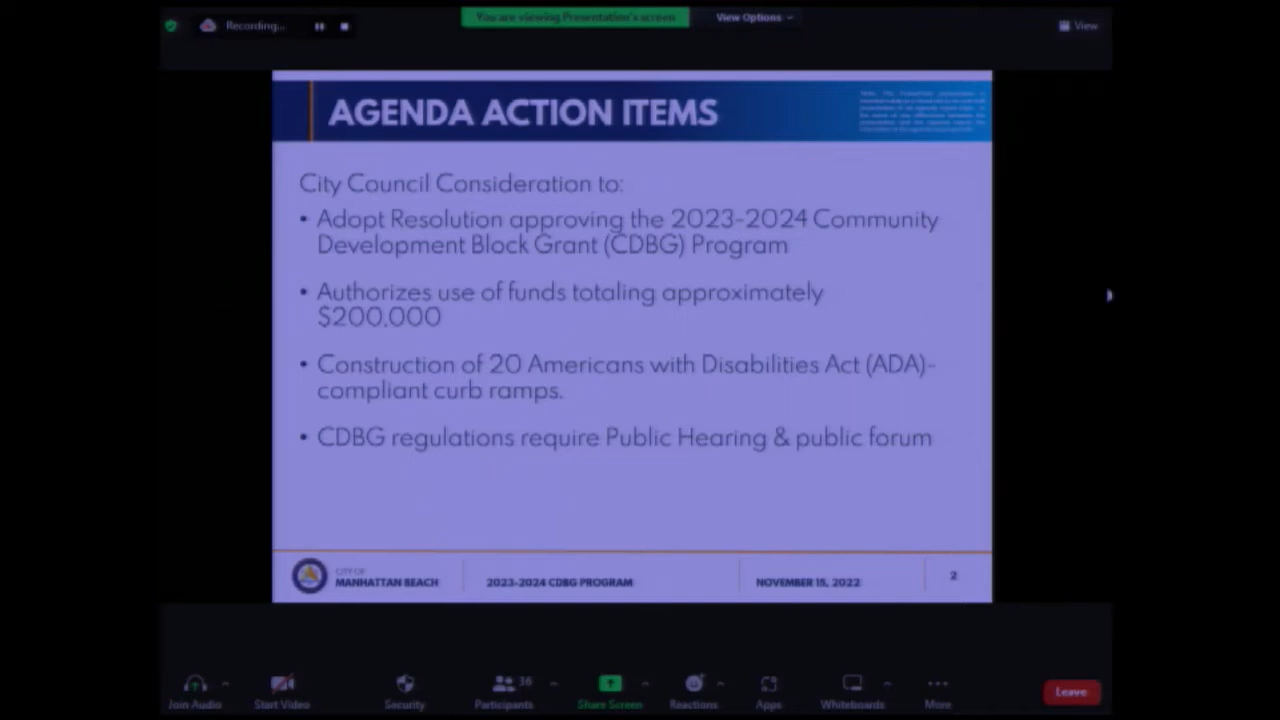 Recording...
You are viewing Presentation's screen
View Options
View
AGENDA ACTION ITEMS
City Council Consideration to:
• Adopt Resolution approving the 2023-2024 Community
Development Block Grant (CDBG) Program
• Authorizes use of funds totaling approximately
$200,000
• Construction of 20 Americans with Disabilities Act (ADA)-
compliant curb ramps.
• CDBG regulations require Public Hearing & public forum
CITY OF
MANHATTAN BEACH
2023-2024 CDBG PROGRAM
NOVEMBER 15, 2022
2
Join Audio
Start Video
Security
36
Participants
Share Screen
Reactions
Apps
Whiteboards
More
Leave